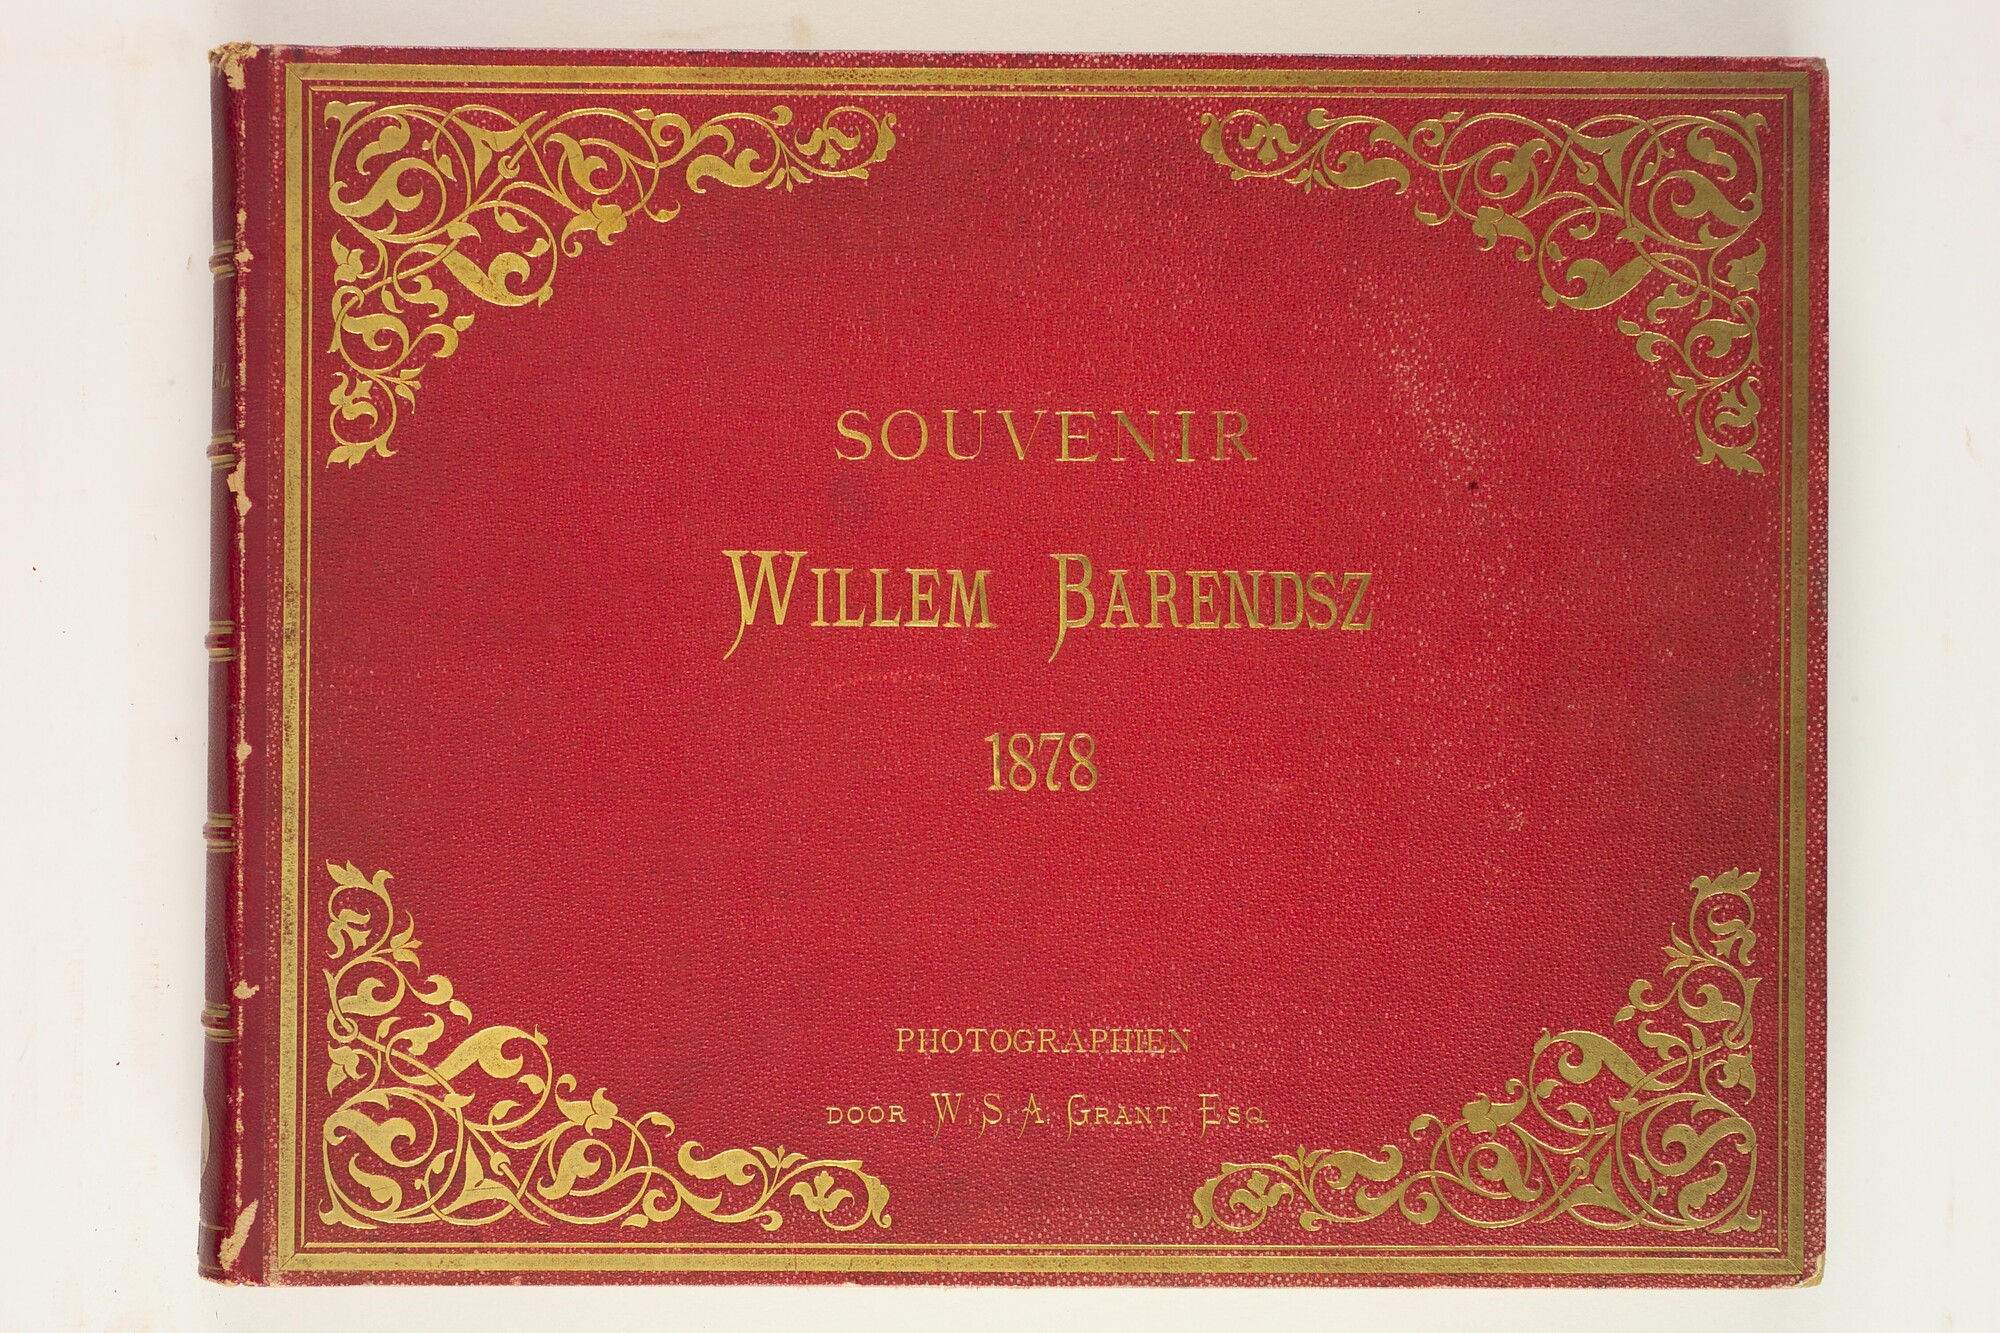 SOUVENIR
WILLEM BARENDSZ
1878
PHOTOGRAPHIEN
DOOR W. S. A. GRANT ESQ.